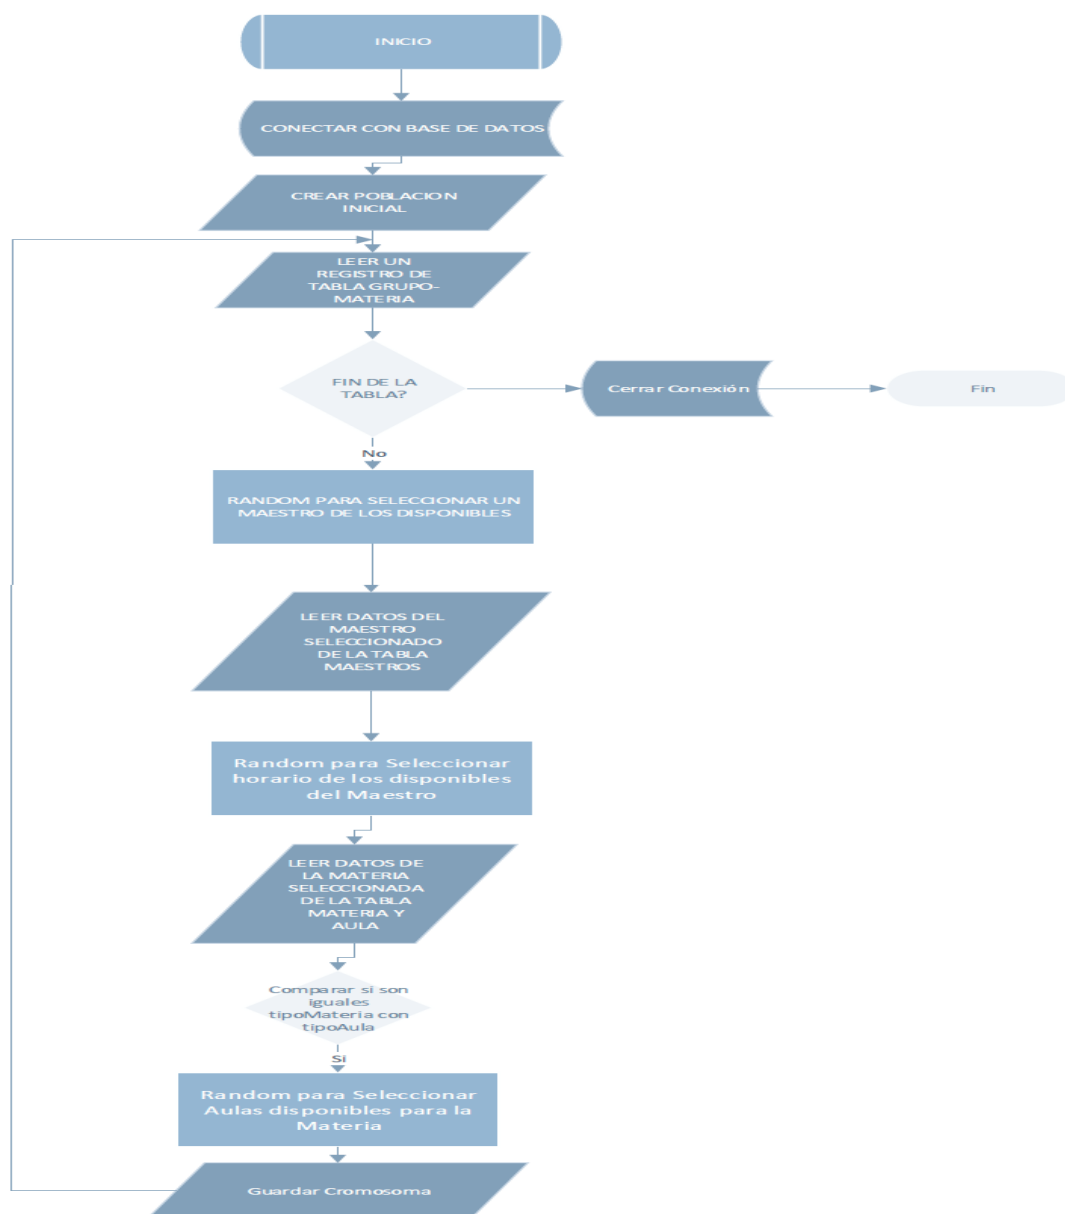 INICIO
CONECTAR CON BASE DE DATOS
CREAR POBLACION
INICIAL
LEER UN
REGISTRO DE
TABLA GRUPO-
MATERIA
FIN DE LA
TABLA?
Cerrar Conexión
Fin
No
RANDOM PARA SELECCIONAR UN
MAESTRO DE LOS DISPONIBLES
LEER DATOS DEL
MAESTRO
SELECCIONADO
DE LA TABLA
MAESTROS
Random para Seleccionar
horario de los disponibles
del Maestro
LEER DATOS DE
LA MATERIA
SELECCIONADA
DE LA TABLA
MATERIA Y
AULA
Comparar si son
iguales
tipoMateria con
tipoAula
Si
Random para Seleccionar
Aulas disponibles para la
Materia
Guardar Cromosoma